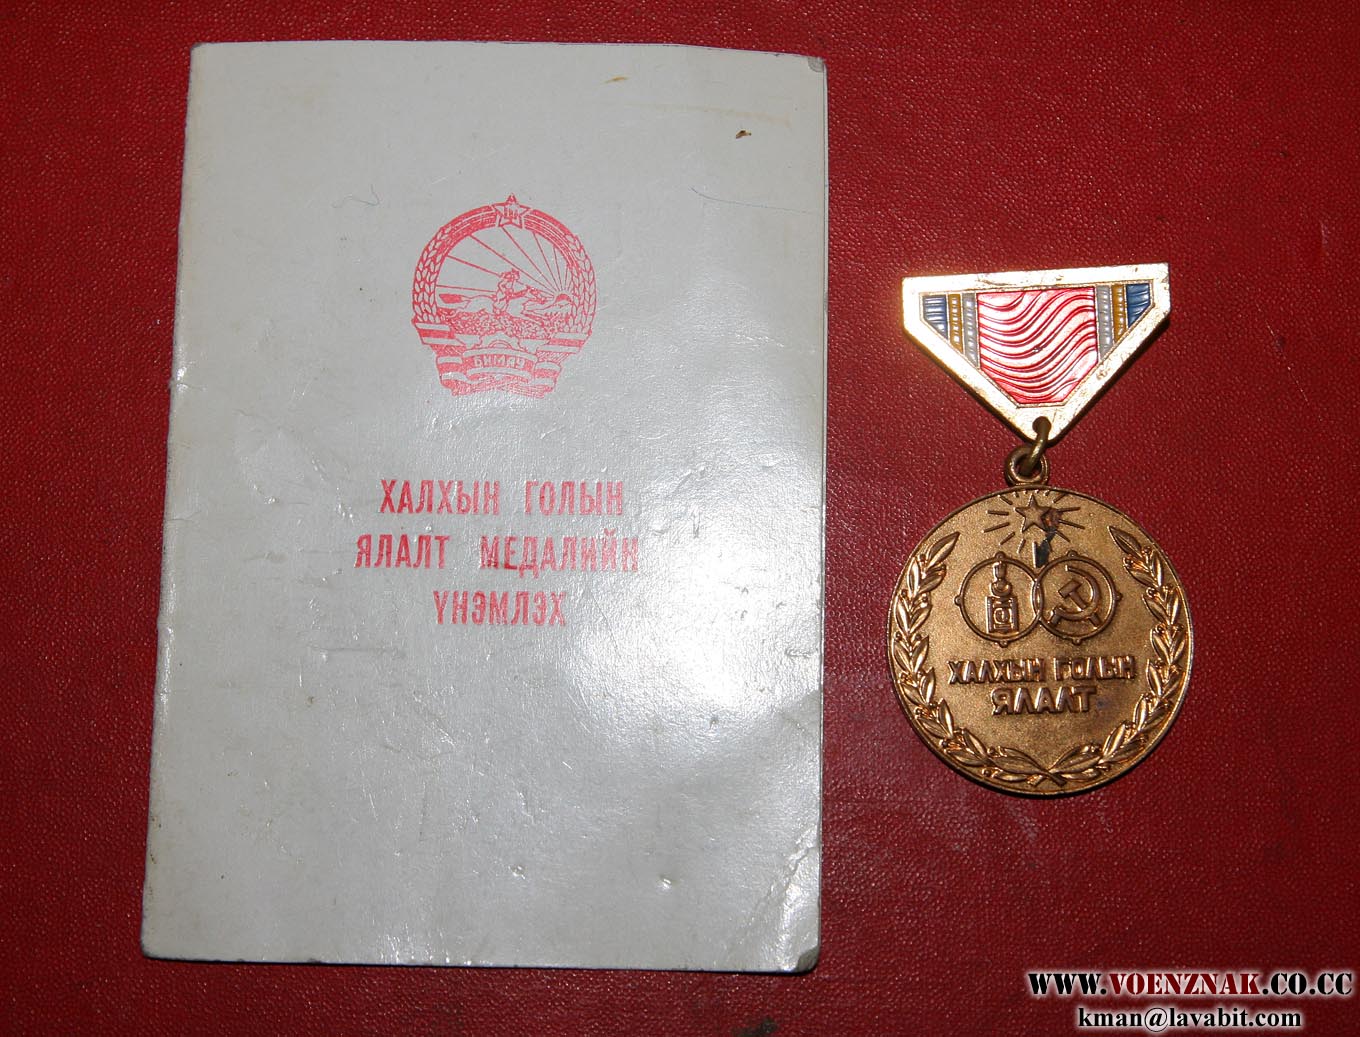 БНМАУ
ХАЛХЫН ГОЛЫН
ЯЛАЛТ МЕДАЛИЙН
ҮНЭМЛЭХ
ХАЛХЫН ГОЛЫН
ЯЛАЛТ
WWW.VOENZNAK.CO.CC
kman@lavabit.com